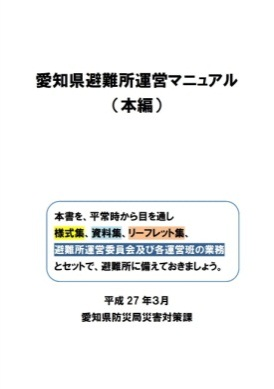 愛知県避難所運営マニュアル
（本編）
本書を、平常時から目を通し
様式集、資料集、リーフレット集、
避難所運営委員会及び各運営班の業務
とセットで、避難所に備えておきましょう。
平成 27 年３月
愛知県防災局災害対策課